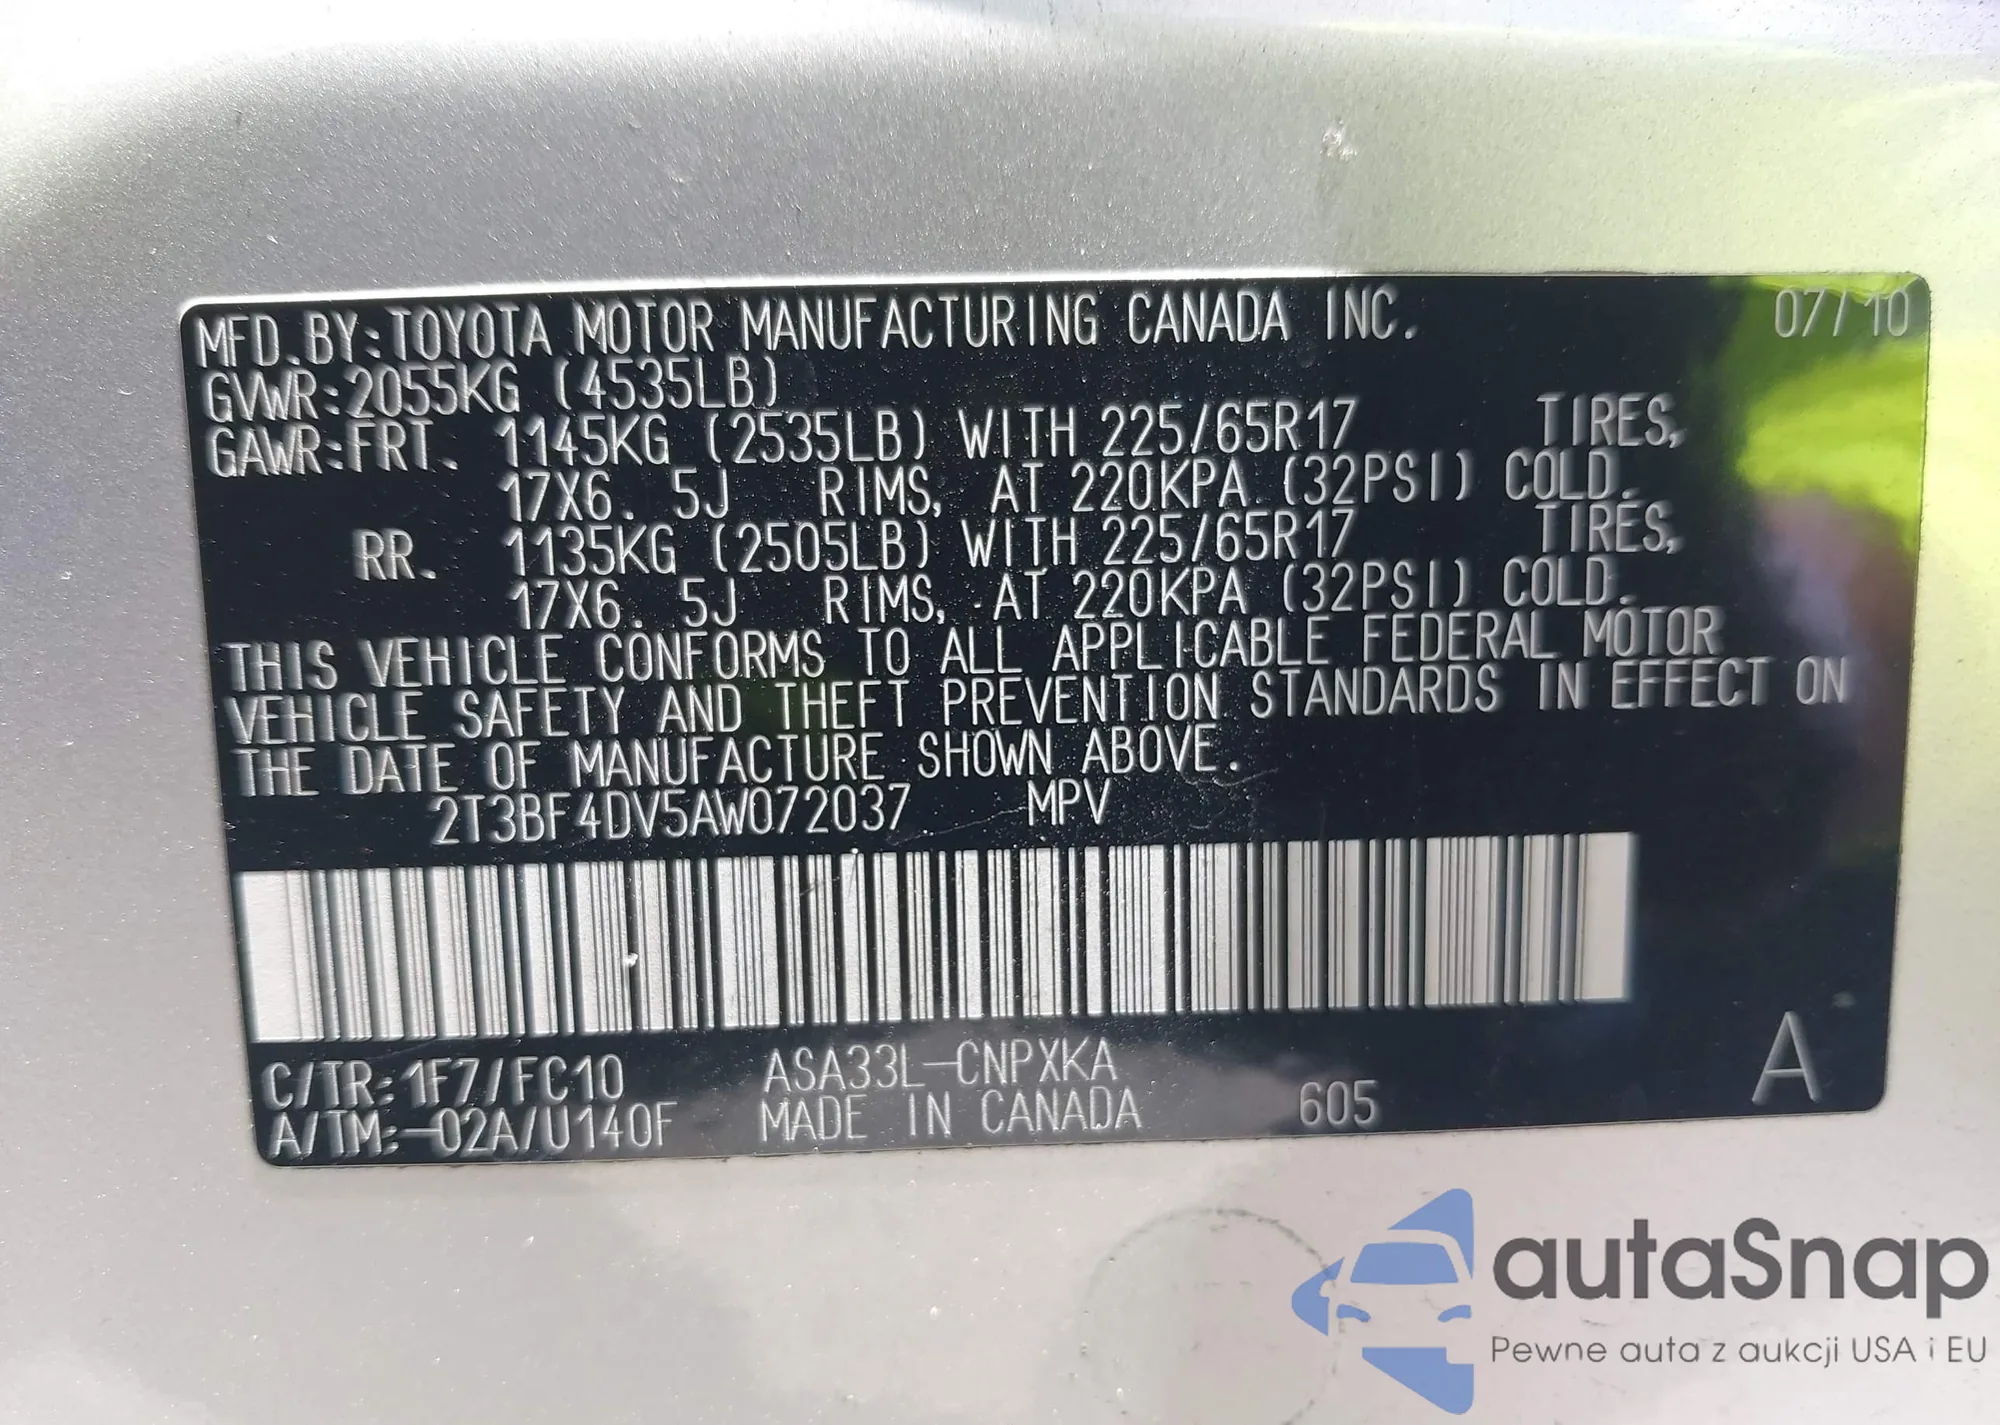 MFD. BY: TOYOTA MOTOR MANUFACTURING CANADA INC. 07/10
GVWR: 2055KG (4535LB)
GAWR: FRT. 1145KG (2535LB) WITH 225/65R17 TIRES,
17X6. 5J RIMS, AT 220KPA (32PSI) COLD.
RR. 1135KG (2505LB) WITH 225/65R17 TIRES,
17X6. 5J RIMS, AT 220KPA (32PSI) COLD.
THIS VEHICLE CONFORMS TO ALL APPLICABLE FEDERAL MOTOR
VEHICLE SAFETY AND THEFT PREVENTION STANDARDS IN EFFECT ON
THE DATE OF MANUFACTURE SHOWN ABOVE.
2T3BF4DV5AW072037 MPV
C/TR: 1F7/FC10 ASA33L-CNPXKA
A/TM: -02A/U140F MADE IN CANADA 605 A
autaSnap
Pewne auta z aukcji USA i EU